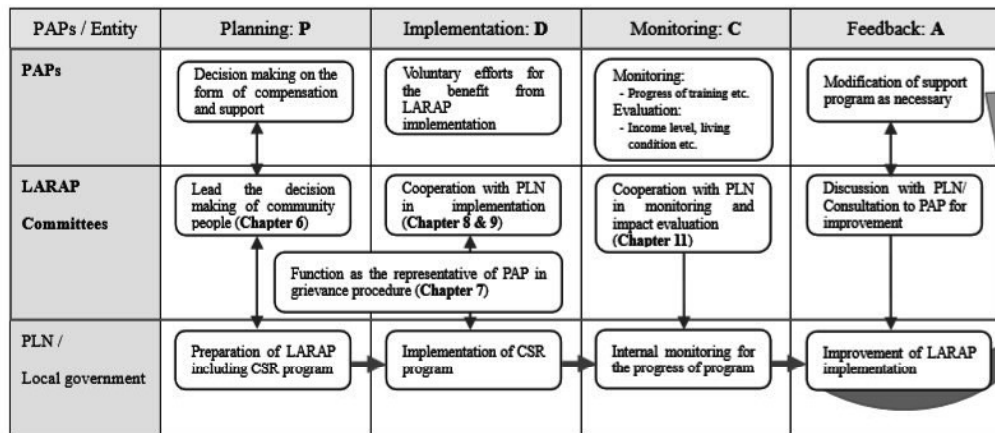 PAPs / Entity
Planning: P
Implementation: D
Monitoring: C
Feedback: A
PAPs
Decision making on the
form of compensation
and support
Voluntary efforts for
the benefit from
LARAP
implementation
Monitoring:
- Progress of training etc.
Evaluation:
- Income level, living
condition etc.
Modification of support
program as necessary
LARAP
Committees
Lead the decision
making of community
people (Chapter 6)
Cooperation with PLN
in implementation
(Chapter 8 & 9)
Cooperation with PLN
in monitoring and
impact evaluation
(Chapter 11)
Discussion with PLN/
Consultation to PAP for
improvement
Function as the representative of PAP in
grievance procedure (Chapter 7)
PLN /
Local government
Preparation of LARAP
including CSR program
Implementation of CSR
program
Internal monitoring for
the progress of program
Improvement of LARAP
implementation